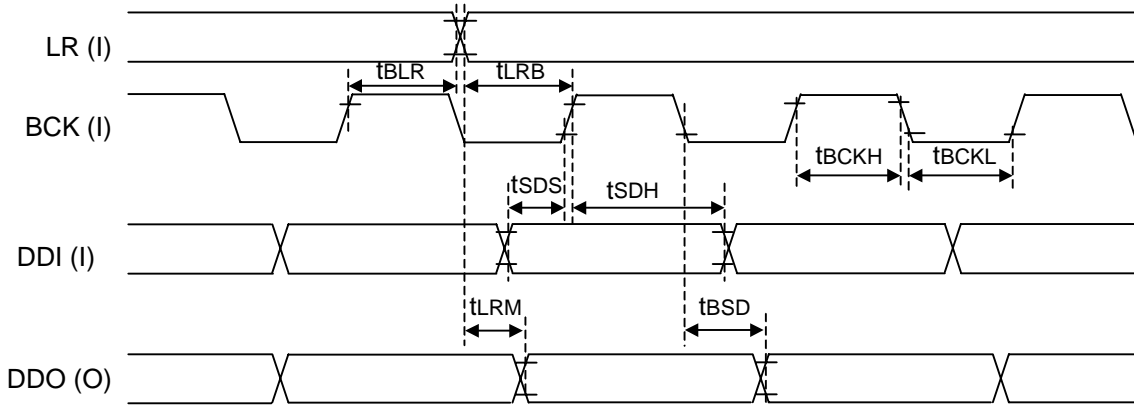 LR (I)
tBLR
tLRB
BCK (I)
tBCKH
tBCKL
tSDS
tSDH
DDI (I)
tLRM
tBSD
DDO (O)